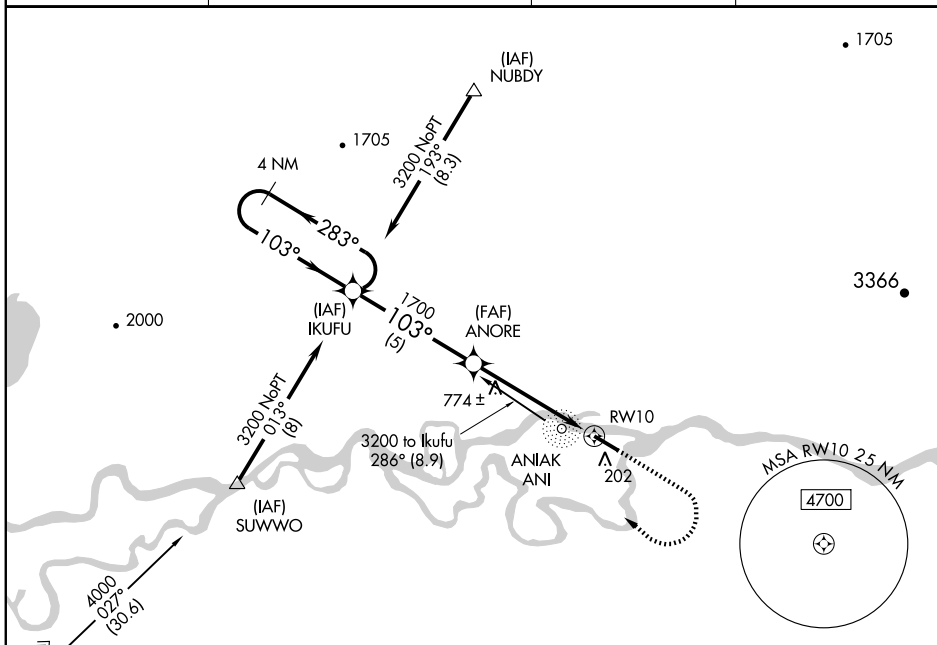 1705
(IAF)
NUBDY
1705
3200 NoPT
193°
(8.3)
4 NM
283°
103°
3366
(IAF)
IKUFU
1700
103°
(5)
(FAF)
ANORE
2000
3200 NoPT
013°
(8)
774 ±
RW10
3200 to Ikufu
286° (8.9)
ANIAK
ANI
202
MSA RW10 25 NM
4700
(IAF)
SUWWO
4000
027°
(30.6)